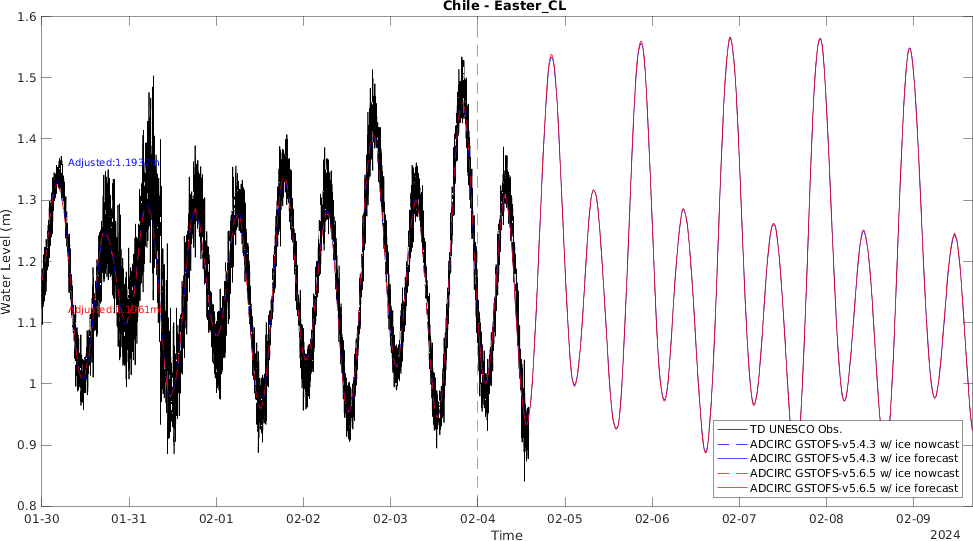 Chile - Easter_CL
1.6
1.5
1.4
1.3
1.2
1.1
1
0.9
0.8
Water Level (m)
Adjusted:1.193
Adjusted:1.1961m
TD UNESCO Obs.
ADCIRC GSTOFS-v5.4.3 w/ ice nowcast
ADCIRC GSTOFS-v5.4.3 w/ ice forecast
ADCIRC GSTOFS-v5.6.5 w/ ice nowcast
ADCIRC GSTOFS-v5.6.5 w/ ice forecast
01-30 01-31 02-01 02-02 02-03 02-04 02-05 02-06 02-07 02-08 02-09
Time
2024